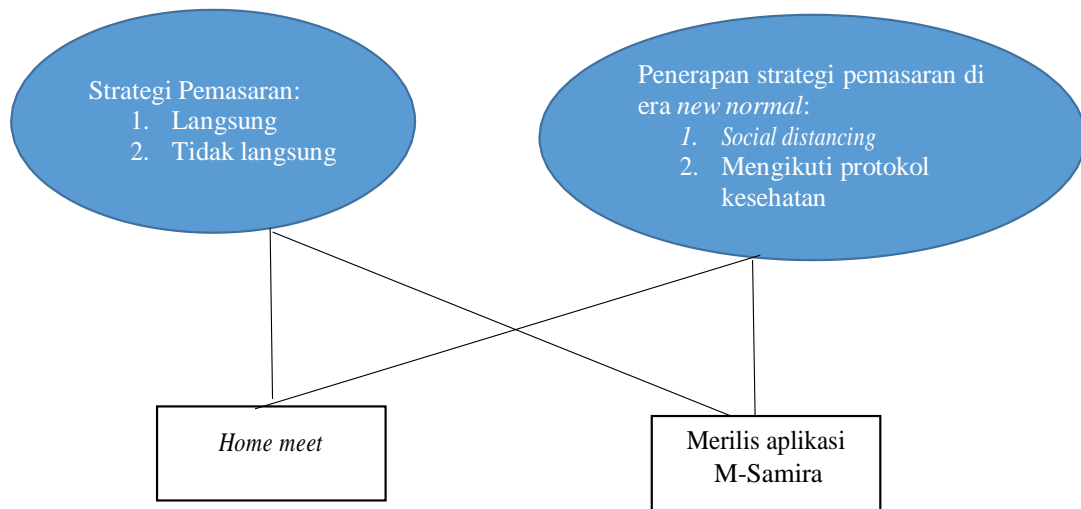 Strategi Pemasaran:
1. Langsung
2. Tidak langsung
Penerapan strategi pemasaran di
era new normal:
1. Social distancing
2. Mengikuti protokol
kesehatan
Home meet
Merilis aplikasi
M-Samira